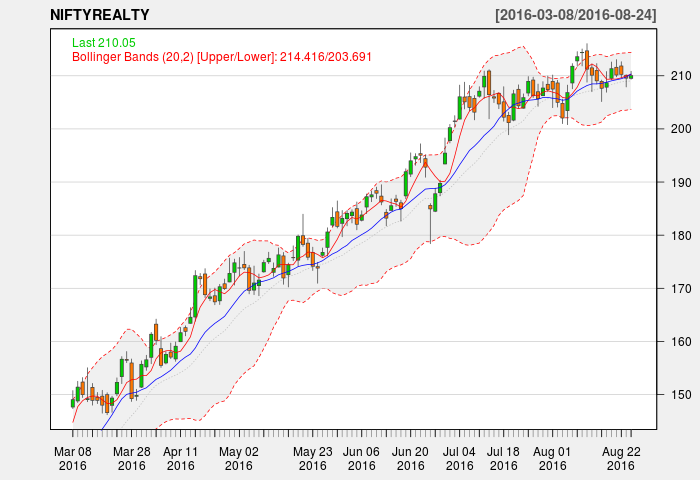 NIFTYREALTY [2016-03-08/2016-08-24]
Last 210.05
Bollinger Bands (20,2) [Upper/Lower]: 214.416/203.691
210
200
190
180
170
160
150
Mar 08 2016
Mar 28 2016
Apr 11 2016
May 02 2016
May 23 2016
Jun 06 2016
Jun 20 2016
Jul 04 2016
Jul 18 2016
Aug 01 2016
Aug 22 2016